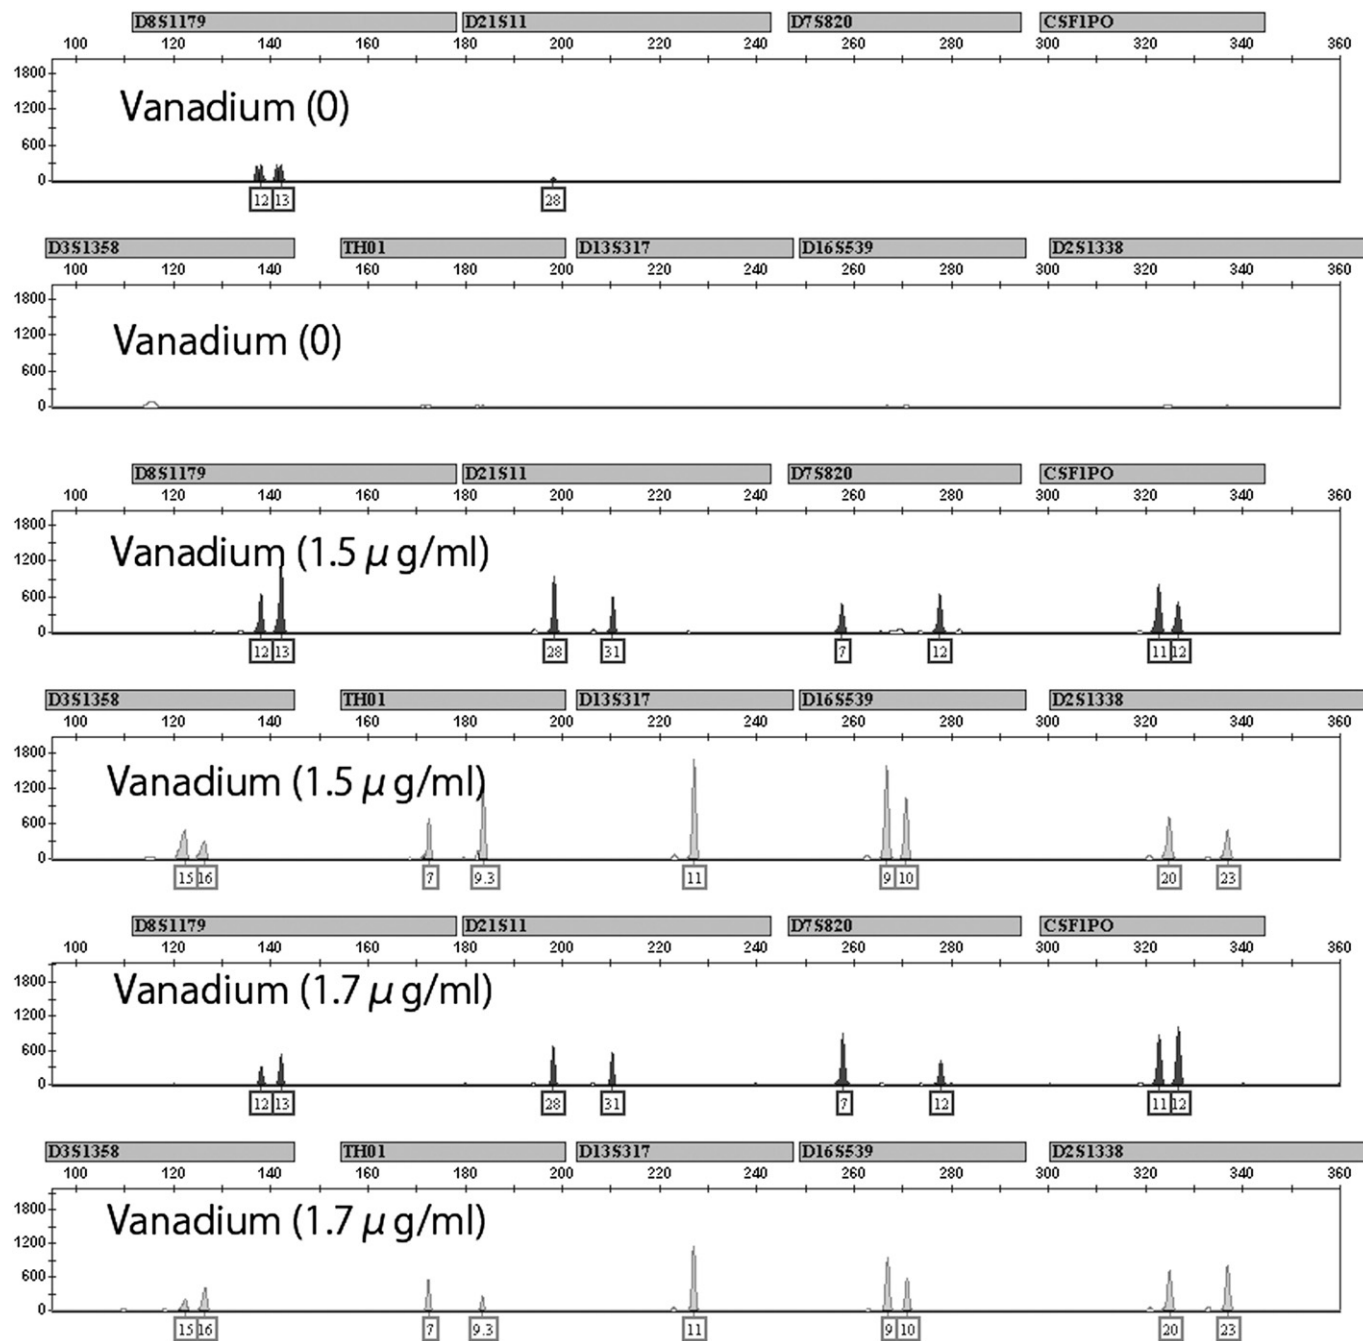 D8S1179 D21S11 D7S820 CSF1PO
100 120 140 160 180 200 220 240 260 280 300 320 340 360
1800
Vanadium (0)
1200
600
0
12 13 28
D3S1358 TH01 D13S317 D16S539 D2S1338
100 120 140 160 180 200 220 240 260 280 300 320 340 360
1800
1200
Vanadium (0)
600
0
D8S1179 D21S11 D7S820 CSF1PO
100 120 140 160 180 200 220 240 260 280 300 320 340 360
1800
Vanadium (1.5 μ g/ml)
1200
600
0
12 13 28 31 7 12 11 12
D3S1358 TH01 D13S317 D16S539 D2S1338
100 120 140 160 180 200 220 240 260 280 300 320 340 360
1800
Vanadium (1.5 μ g/ml)
1200
600
0
15 16 7 9.3 11 9 10 20 23
D8S1179 D21S11 D7S820 CSF1PO
100 120 140 160 180 200 220 240 260 280 300 320 340 360
1800
Vanadium (1.7 μ g/ml)
1200
600
0
12 13 28 31 7 12 11 12
D3S1358 TH01 D13S317 D16S539 D2S1338
100 120 140 160 180 200 220 240 260 280 300 320 340 360
1800
Vanadium (1.7 μ g/ml)
1200
600
0
15 16 7 9.3 11 9 10 20 23